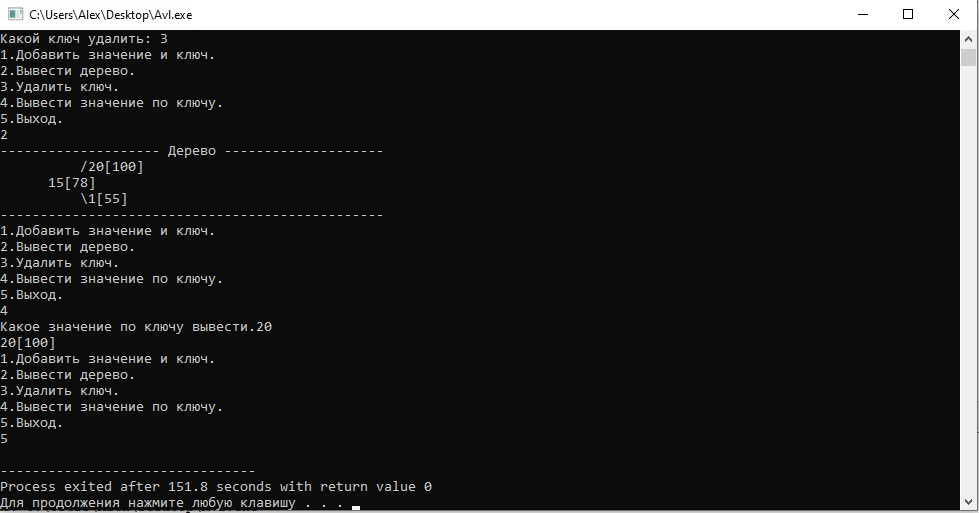 C:\Users\Alex\Desktop\Avl.exe
Какой ключ удалить: 3
1.Добавить значение и ключ.
2.Вывести дерево.
3.Удалить ключ.
4.Вывести значение по ключу.
5.Выход.
2
-------------------- Дерево --------------------
/20[100]
15[78]
\1[55]
------------------------------------------------
1.Добавить значение и ключ.
2.Вывести дерево.
3.Удалить ключ.
4.Вывести значение по ключу.
5.Выход.
4
Какое значение по ключу вывести.20
20[100]
1.Добавить значение и ключ.
2.Вывести дерево.
3.Удалить ключ.
4.Вывести значение по ключу.
5.Выход.
5
--------------------------------
Process exited after 151.8 seconds with return value 0
Для продолжения нажмите любую клавишу . . .